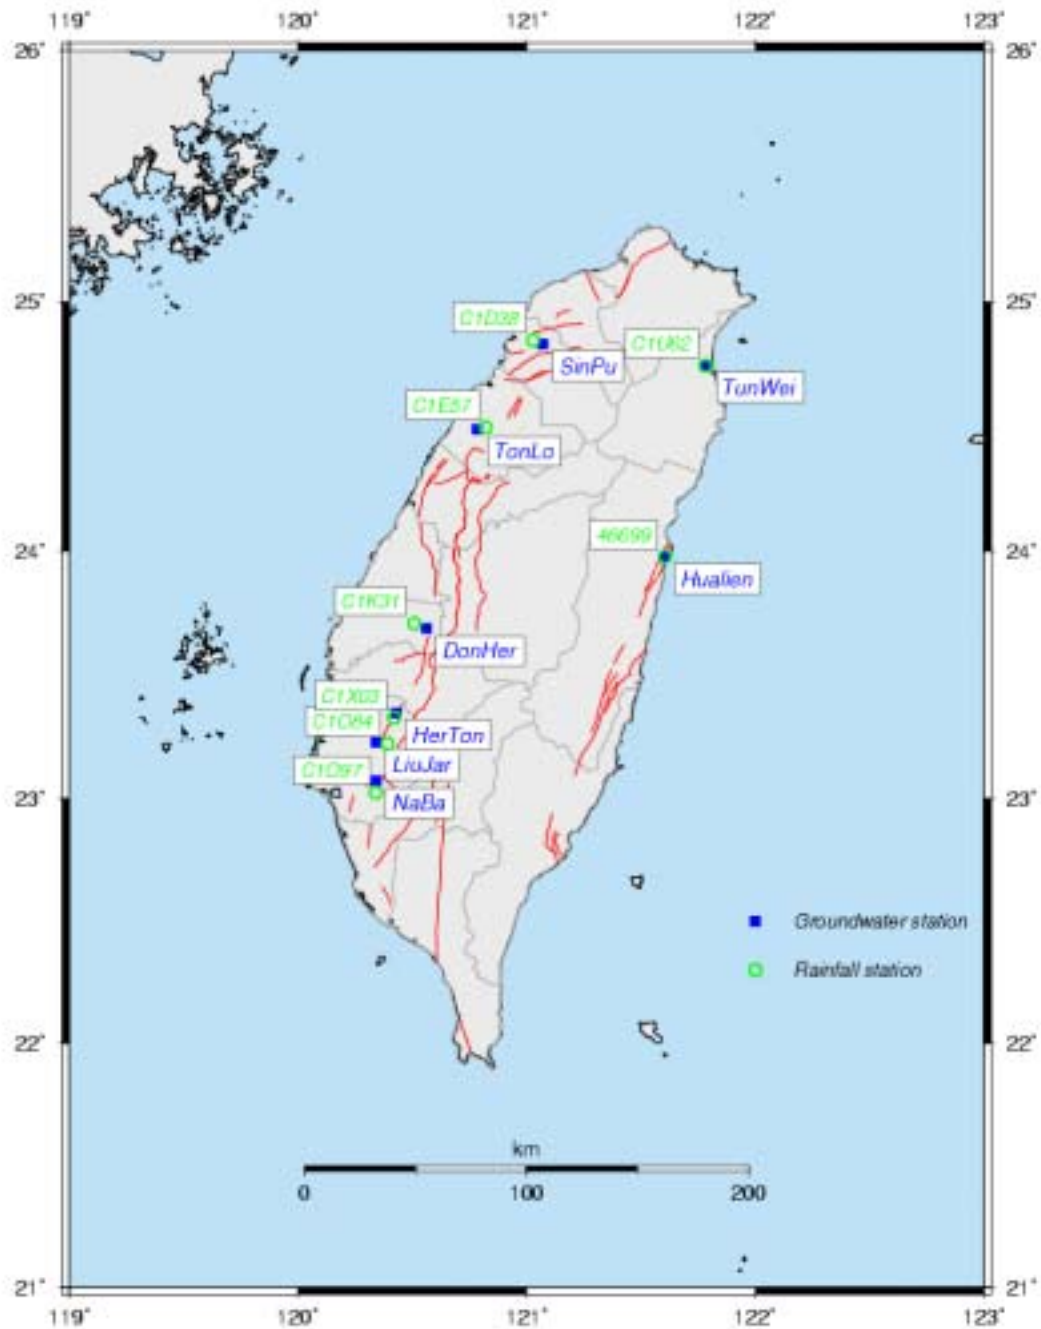 119° 120° 121° 122° 123°
26° 26°
25° 25°
C1D38
SinPu
C1U62
TunWei
C1E57
TonLo
24° 24°
46699
Hualien
C1K31
DonHer
C1X03
HerTon
C1O84
LiuJar
C1O97
NaBa
23° 23°
Groundwater station
Rainfall station
22° 22°
km
0 100 200
21° 21°
119° 120° 121° 122° 123°